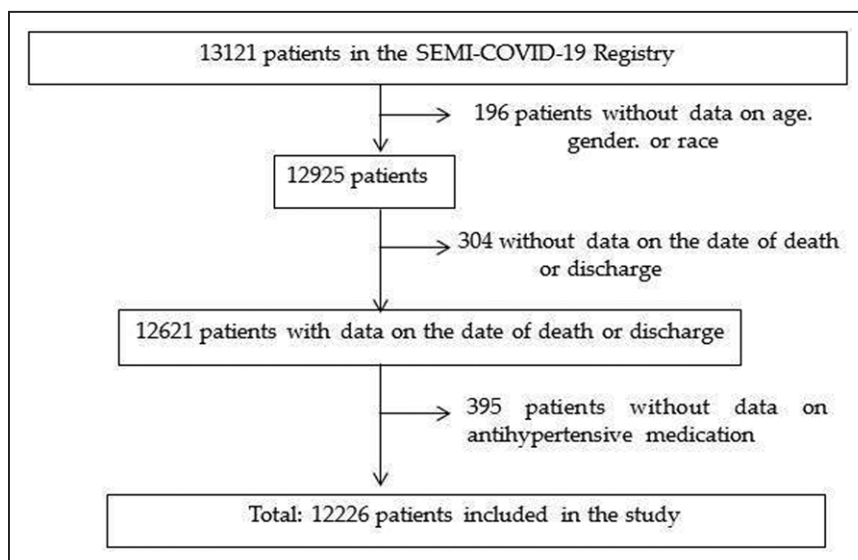 13121 patients in the SEMI-COVID-19 Registry
196 patients without data on age.
gender. or race
12925 patients
304 without data on the date of death
or discharge
12621 patients with data on the date of death or discharge
395 patients without data on
antihypertensive medication
Total: 12226 patients included in the study